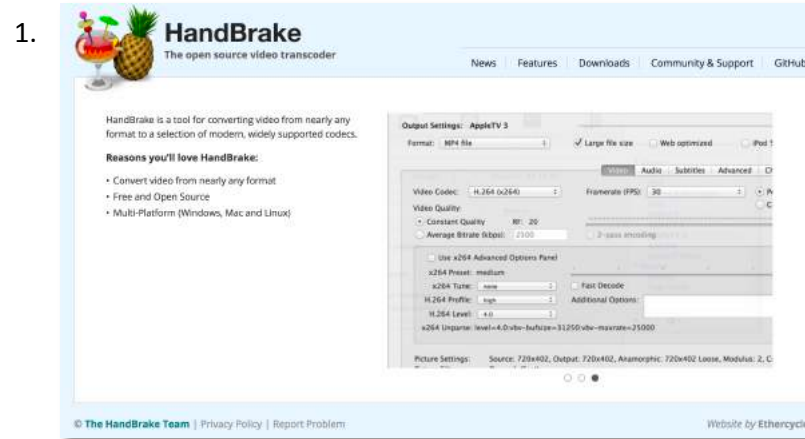 1.
HandBrake
The open source video transcoder
News Features Downloads Community & Support GitHub
HandBrake is a tool for converting video from nearly any
format to a selection of modern, widely supported codecs.
Reasons you'll love HandBrake:
• Convert video from nearly any format
• Free and Open Source
• Multi-Platform (Windows, Mac and Linux)
Output Settings: AppleTV 3
Format: MP4 file Large file size Web optimized iPod
Video Audio Subtitles Advanced
Video Codec: H.264 (x264) Framerate (FPS): 30
Video Quality:
Constant Quality RF: 20
Average Bitrate (kbps): 2500 2-pass encoding
Use x264 Advanced Options Panel
x264 Preset: medium
x264 Tune: none Fast Decode
H.264 Profile: high Additional Options:
H.264 Level: 4.0
x264 Unparse: level=4.0:vbv-bufsize=31250:vbv-maxrate=25000
Picture Settings: Source: 720x402, Output: 720x402, Anamorphic: 720x402 Loose, Modulus: 2,
© The HandBrake Team | Privacy Policy | Report Problem
Website by